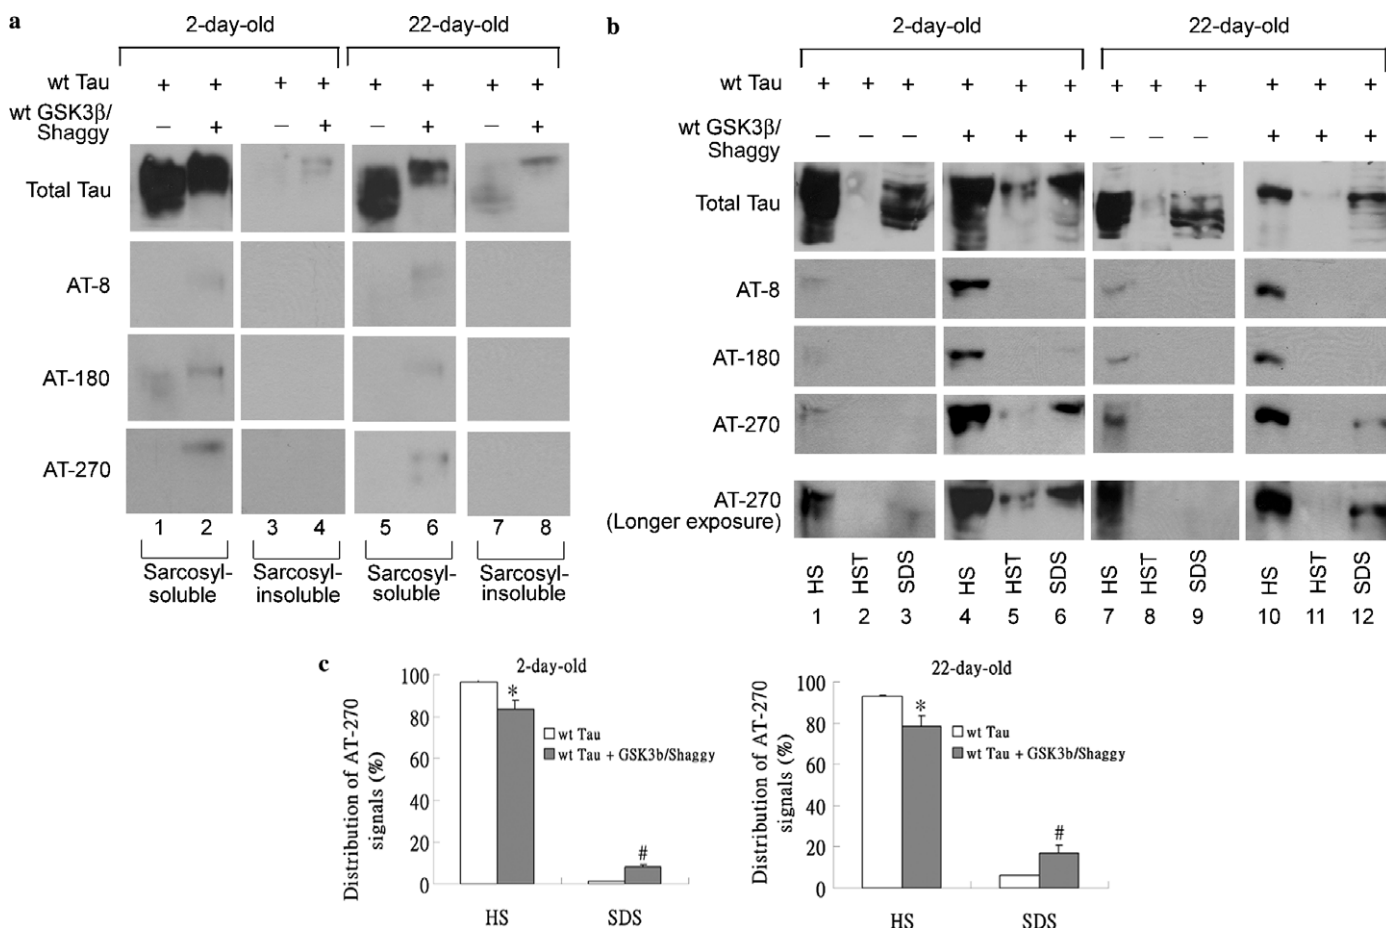 a
2-day-old 22-day-old
wt Tau + + + + + + + +
wt GSK3β/
Shaggy − + − + − + − +
Total Tau
AT-8
AT-180
AT-270
1 2 3 4 5 6 7 8
Sarcosyl-
soluble
Sarcosyl-
insoluble
Sarcosyl-
soluble
Sarcosyl-
insoluble
b
2-day-old 22-day-old
wt Tau + + + + + + + + + + + +
wt GSK3β/
Shaggy − − − + + + − − − + + +
Total Tau
AT-8
AT-180
AT-270
AT-270
(Longer exposure)
HS HST SDS HS HST SDS HS HST SDS HS HST SDS
1 2 3 4 5 6 7 8 9 10 11 12
c
2-day-old
Distribution of AT-270
signals (%)
100
80
60
40
20
0
*
#
wt Tau
wt Tau + GSK3b/Shaggy
HS SDS
22-day-old
Distribution of AT-270
signals (%)
100
80
60
40
20
0
*
#
wt Tau
wt Tau + GSK3b/Shaggy
HS SDS